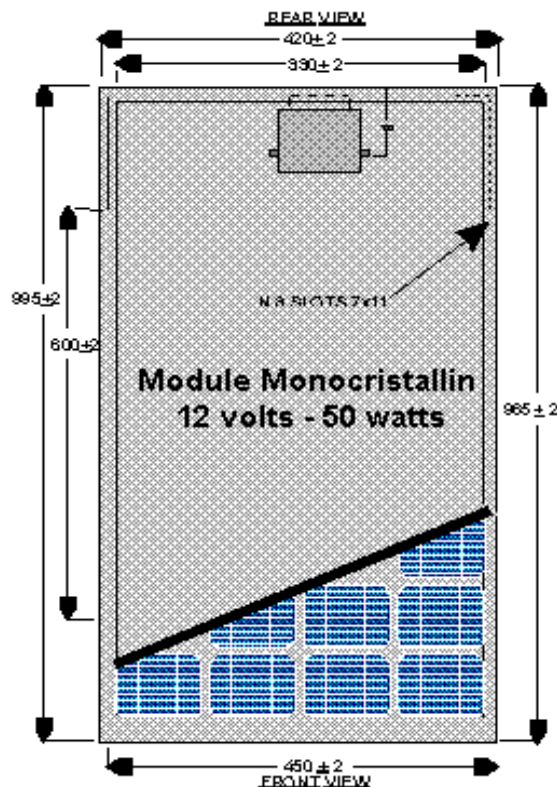 REAR VIEW
420±2
330±2
995±2
N.8 SLOTS 7x11
600±2
Module Monocristallin
12 volts - 50 watts
965±2
450±2
FRONT VIEW